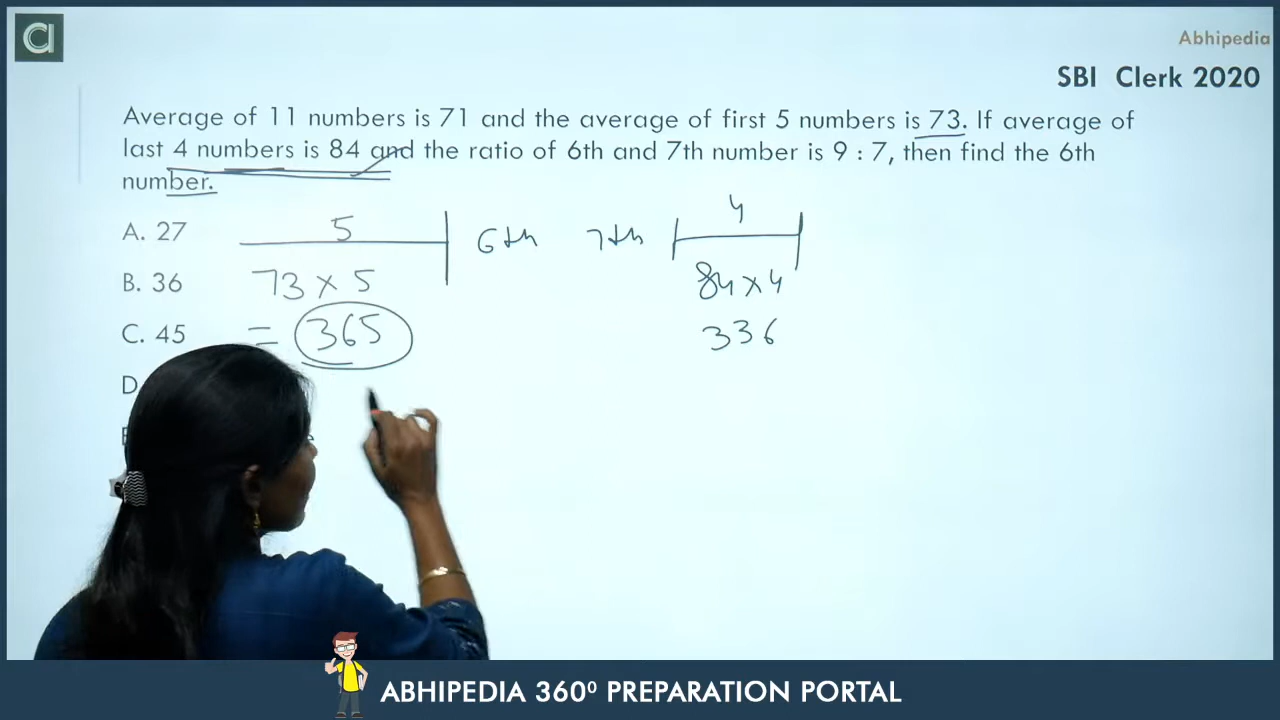 Abhipedia
SBI Clerk 2020
Average of 11 numbers is 71 and the average of first 5 numbers is 73. If average of
last 4 numbers is 84 and the ratio of 6th and 7th number is 9 : 7, then find the 6th
number.
A. 27
B. 36
C. 45
D.
5
73 × 5
= 365
6th 7th
4
84 × 4
336
ABHIPEDIA 360⁰ PREPARATION PORTAL